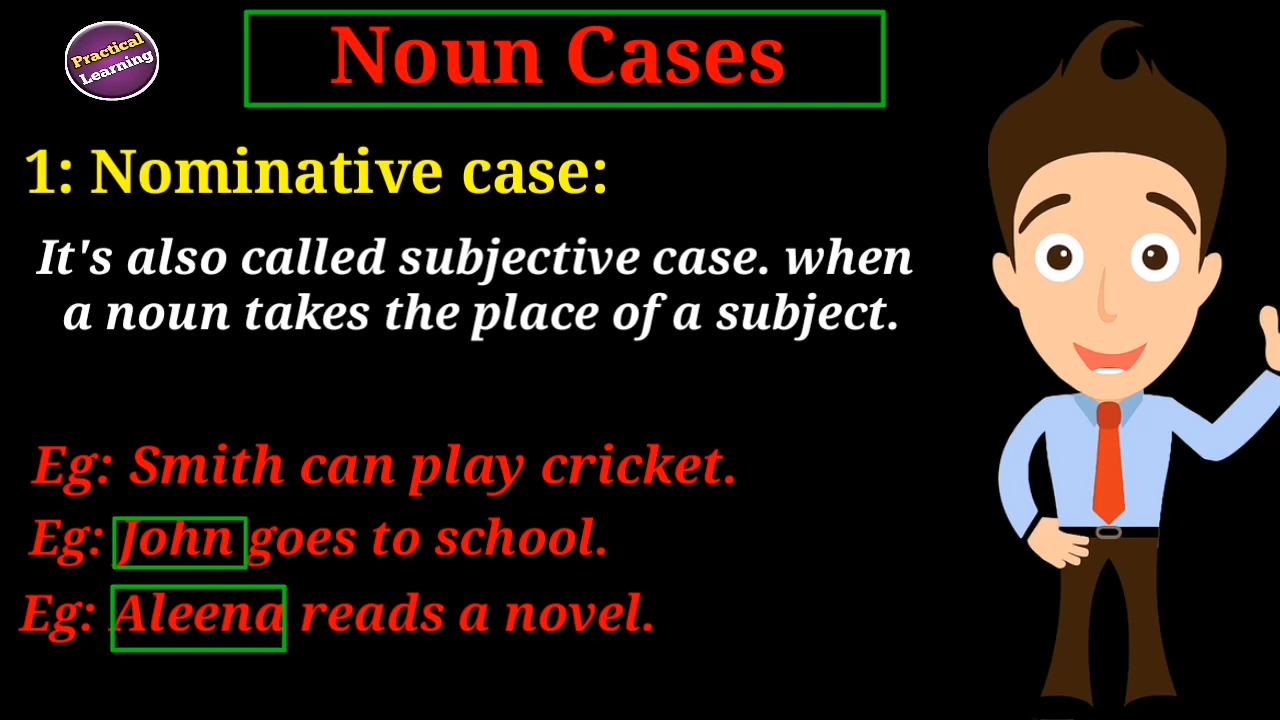 Practical
Learning
Noun Cases
1: Nominative case:
It's also called subjective case. when
a noun takes the place of a subject.
Eg: Smith can play cricket.
Eg: John goes to school.
Eg: Aleena reads a novel.